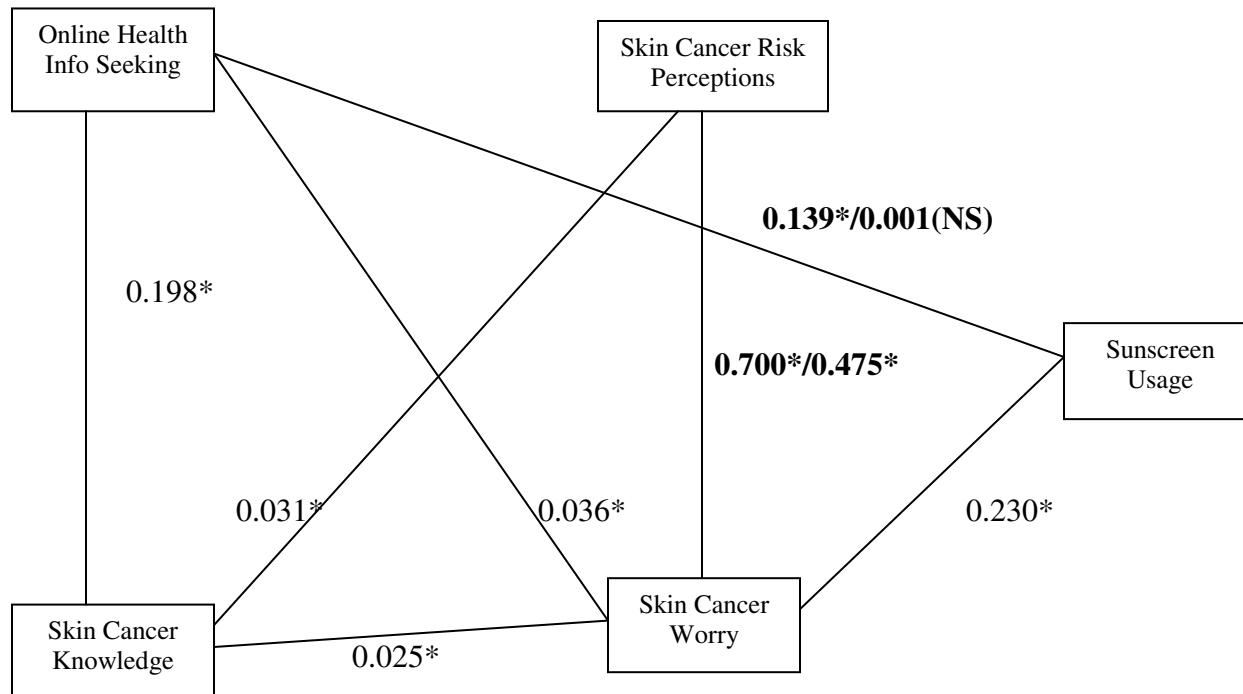 Online Health
Info Seeking
Skin Cancer Risk
Perceptions
0.139*/0.001(NS)
0.198*
0.700*/0.475*
Sunscreen
Usage
0.031*
0.036*
0.230*
Skin Cancer
Knowledge
0.025*
Skin Cancer
Worry